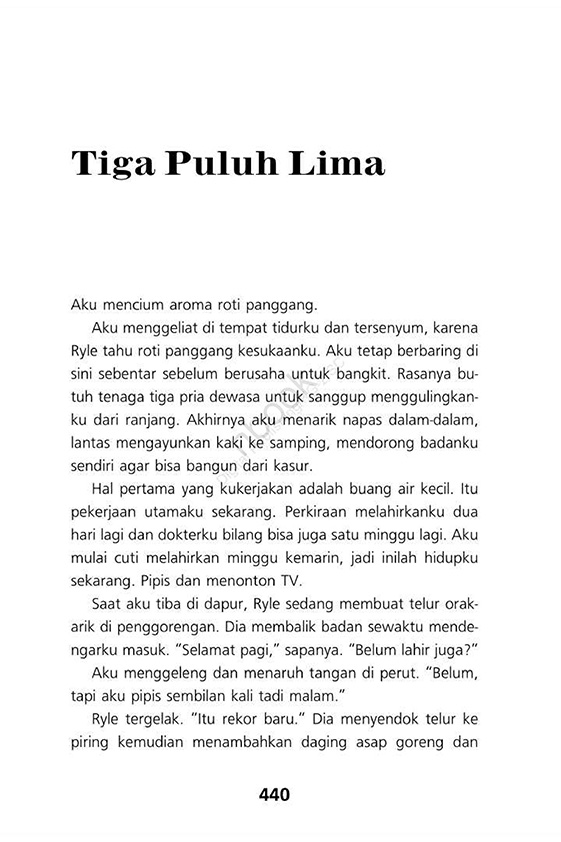 Tiga Puluh Lima
Aku mencium aroma roti panggang.
Aku menggeliat di tempat tidurku dan tersenyum, karena
Ryle tahu roti panggang kesukaanku. Aku tetap berbaring di
sini sebentar sebelum berusaha untuk bangkit. Rasanya bu-
tuh tenaga tiga pria dewasa untuk sanggup menggulingkan-
ku dari ranjang. Akhirnya aku menarik napas dalam-dalam,
lantas mengayunkan kaki ke samping, mendorong badanku
sendiri agar bisa bangun dari kasur.
Hal pertama yang kukerjakan adalah buang air kecil. Itu
pekerjaan utamaku sekarang. Perkiraan melahirkanku dua
hari lagi dan dokterku bilang bisa juga satu minggu lagi. Aku
mulai cuti melahirkan minggu kemarin, jadi inilah hidupku
sekarang. Pipis dan menonton TV.
Saat aku tiba di dapur, Ryle sedang membuat telur orak-
arik di penggorengan. Dia membalik badan sewaktu mende-
ngarku masuk. “Selamat pagi,” sapanya. “Belum lahir juga?”
Aku menggeleng dan menaruh tangan di perut. “Belum,
tapi aku pipis sembilan kali tadi malam.”
Ryle tergelak. “Itu rekor baru.” Dia menyendok telur ke
piring kemudian menambahkan daging asap goreng dan
440